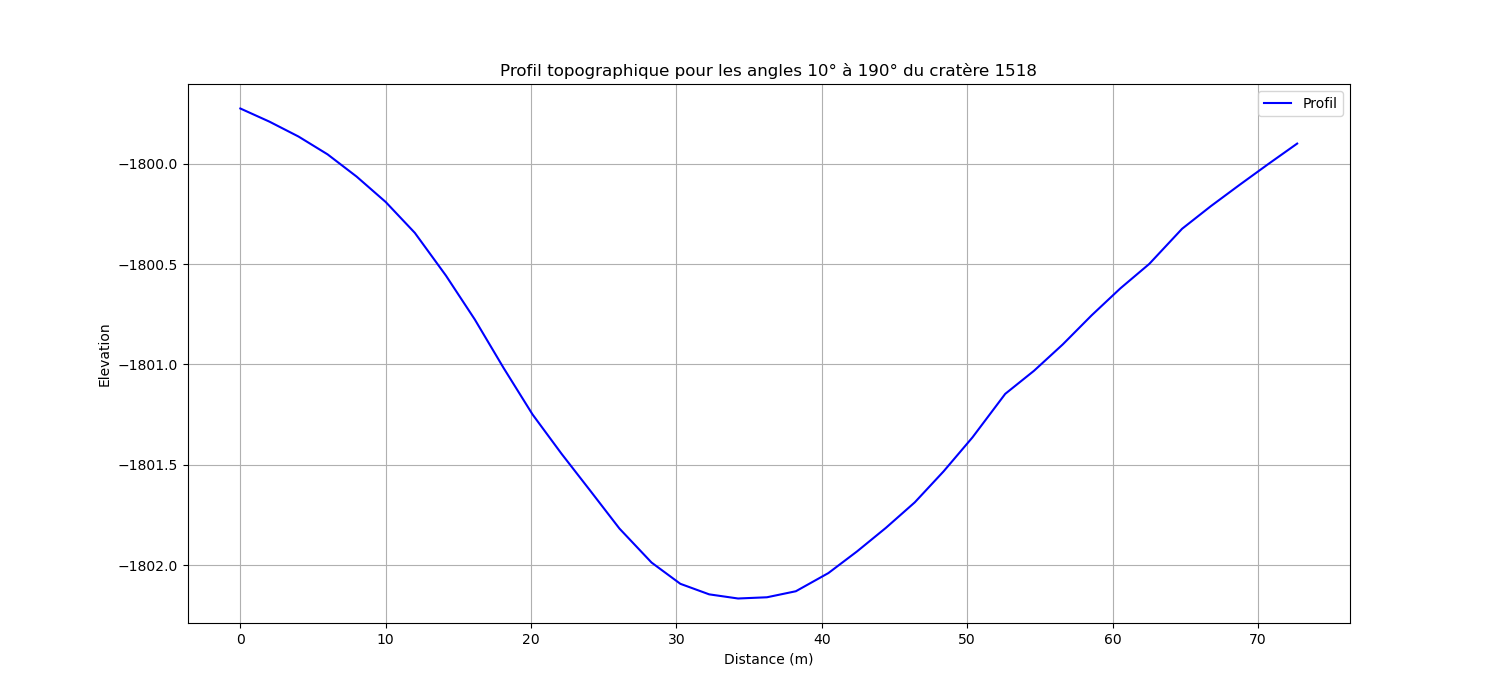 Profil topographique pour les angles 10° à 190° du cratère 1518
Profil
−1800.0
−1800.5
−1801.0
−1801.5
−1802.0
Elevation
0 10 20 30 40 50 60 70
Distance (m)